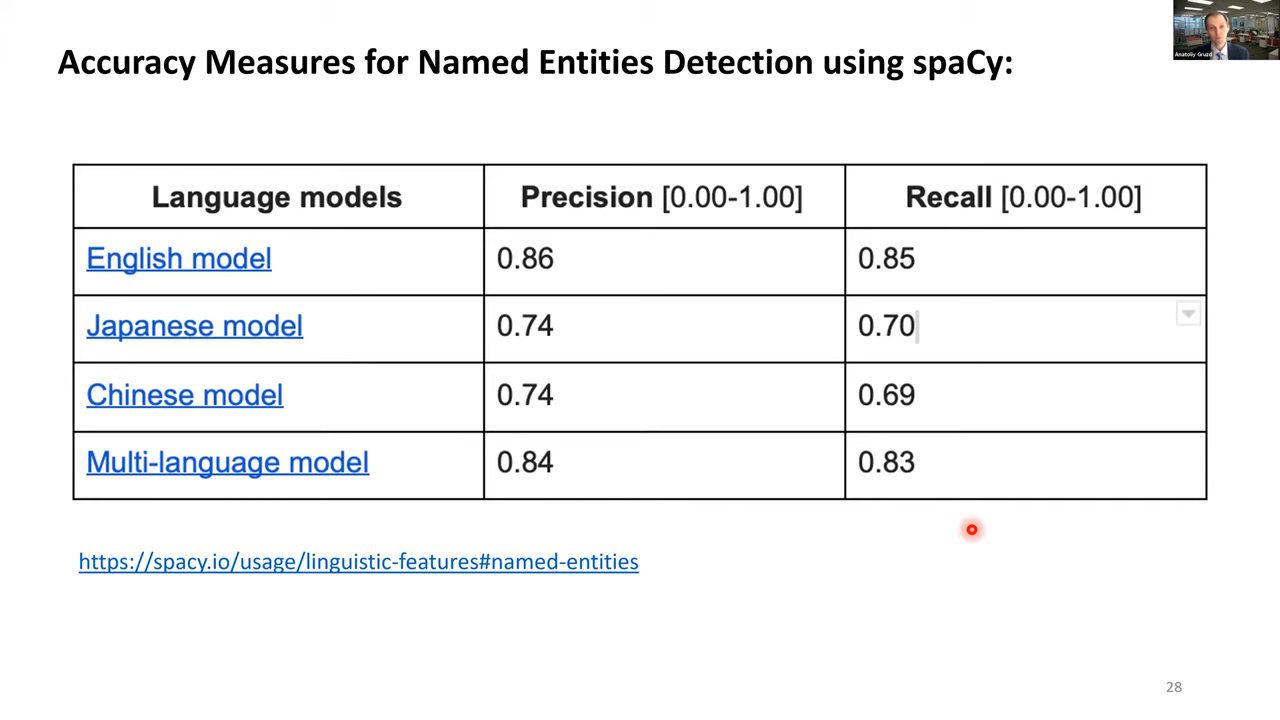 Accuracy Measures for Named Entities Detection using spaCy:
Anatoliy Gruzd
Language models Precision [0.00-1.00] Recall [0.00-1.00]
English model 0.86 0.85
Japanese model 0.74 0.70
Chinese model 0.74 0.69
Multi-language model 0.84 0.83
https://spacy.io/usage/linguistic-features#named-entities
28